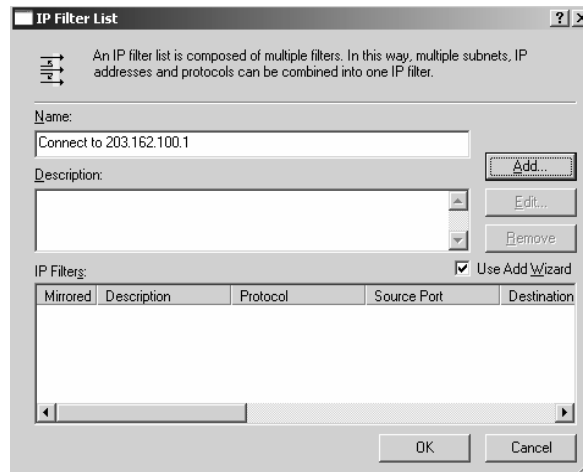 IP Filter List
An IP filter list is composed of multiple filters. In this way, multiple subnets, IP
addresses and protocols can be combined into one IP filter.
Name:
Connect to 203.162.100.1
Add...
Description:
Edit...
Remove
IP Filters:
Use Add Wizard
Mirrored Description Protocol Source Port Destination
OK Cancel